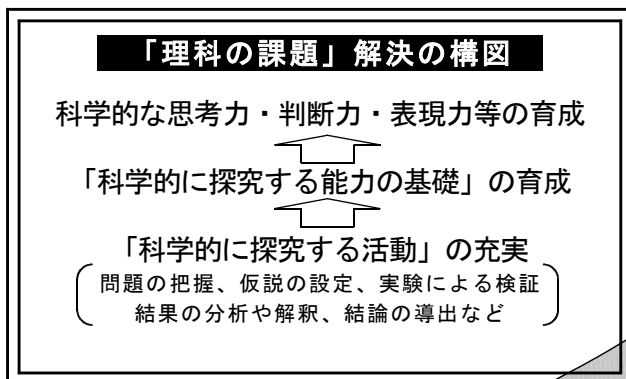 「理科の課題」解決の構図
科学的な思考力・判断力・表現力等の育成
「科学的に探究する能力の基礎」の育成
「科学的に探究する活動」の充実
問題の把握、仮説の設定、実験による検証
結果の分析や解釈、結論の導出など